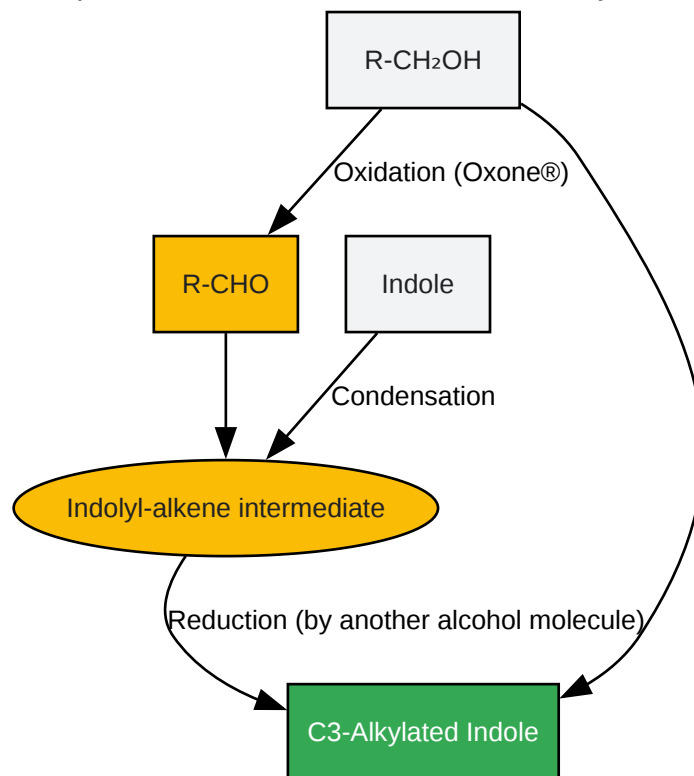 R-CH₂OH
Oxidation (Oxone®)
R-CHO
Indole
Condensation
Indolyl-alkene intermediate
Reduction (by another alcohol molecule)
C3-Alkylated Indole